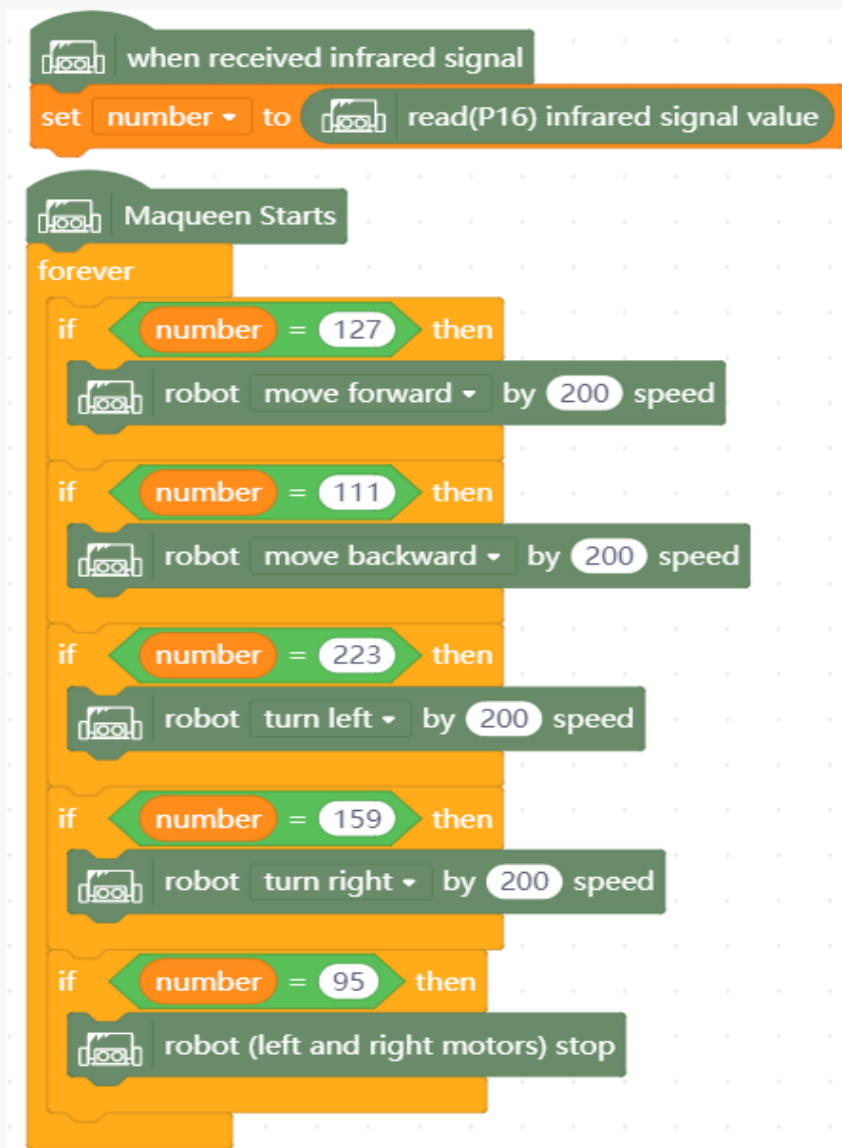 when received infrared signal
set number to read(P16) infrared signal value
Maqueen Starts
forever
if number = 127 then
robot move forward by 200 speed
if number = 111 then
robot move backward by 200 speed
if number = 223 then
robot turn left by 200 speed
if number = 159 then
robot turn right by 200 speed
if number = 95 then
robot (left and right motors) stop